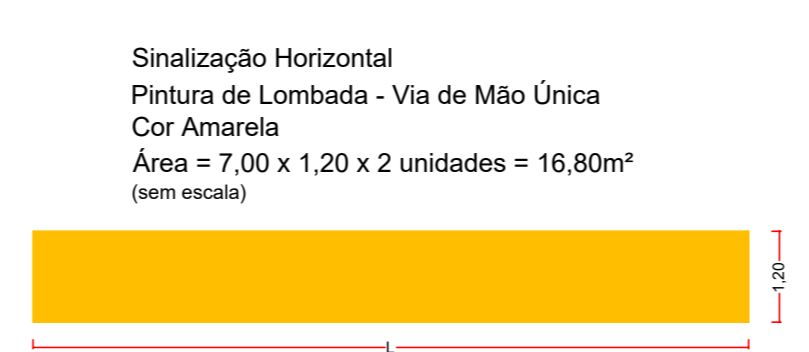 Sinalização Horizontal
Pintura de Lombada - Via de Mão Única
Cor Amarela
Área = 7,00 x 1,20 x 2 unidades = 16,80m²
(sem escala)
1,20
L